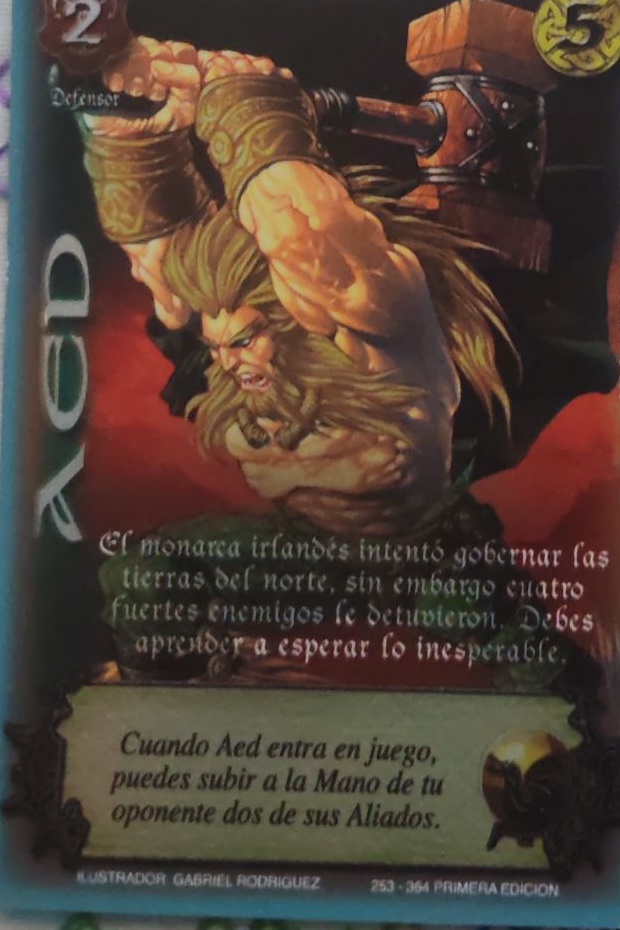 2
5
Defensor
AED
El monarca irlandés intentó gobernar las
tierras del norte, sin embargo cuatro
fuertes enemigos le detuvieron. Debes
aprender a esperar lo inesperable.
Cuando Aed entra en juego,
puedes subir a la Mano de tu
oponente dos de sus Aliados.
ILUSTRADOR GABRIEL RODRIGUEZ
253 - 364 PRIMERA EDICION